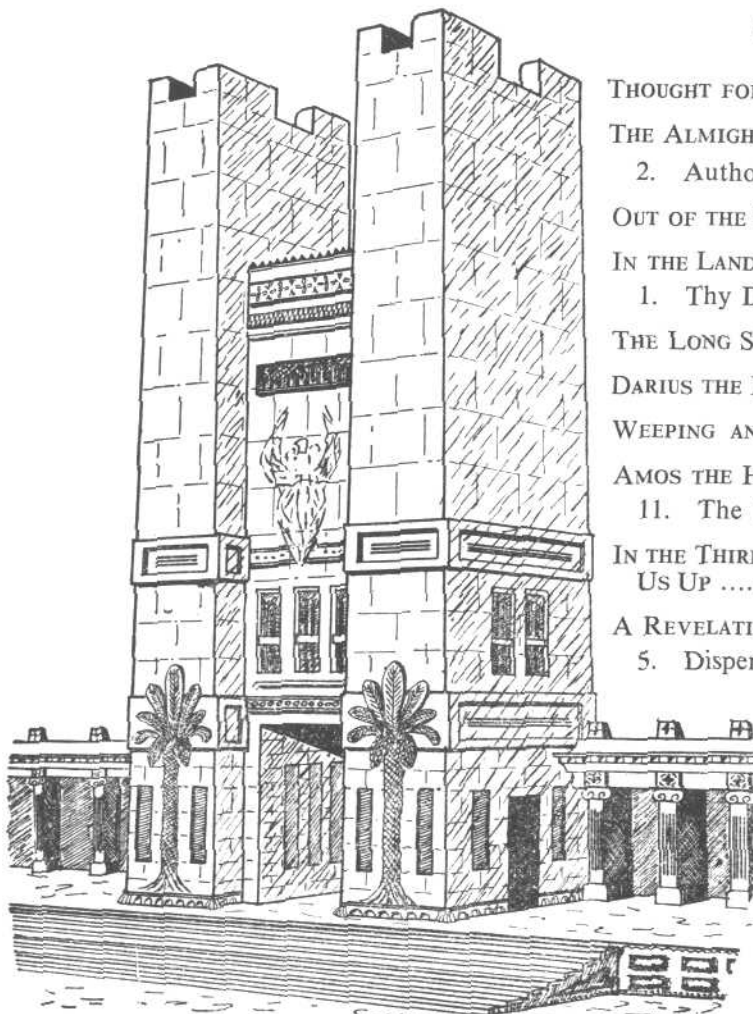 THOUGHT FO
THE ALMIGH
2. Autho
OUT OF THE
IN THE LAND
1. Thy D
THE LONG S
DARIUS THE
WEEPING AN
AMOS THE H
11. The
IN THE THIR
US UP ....
A REVELATI
5. Disper